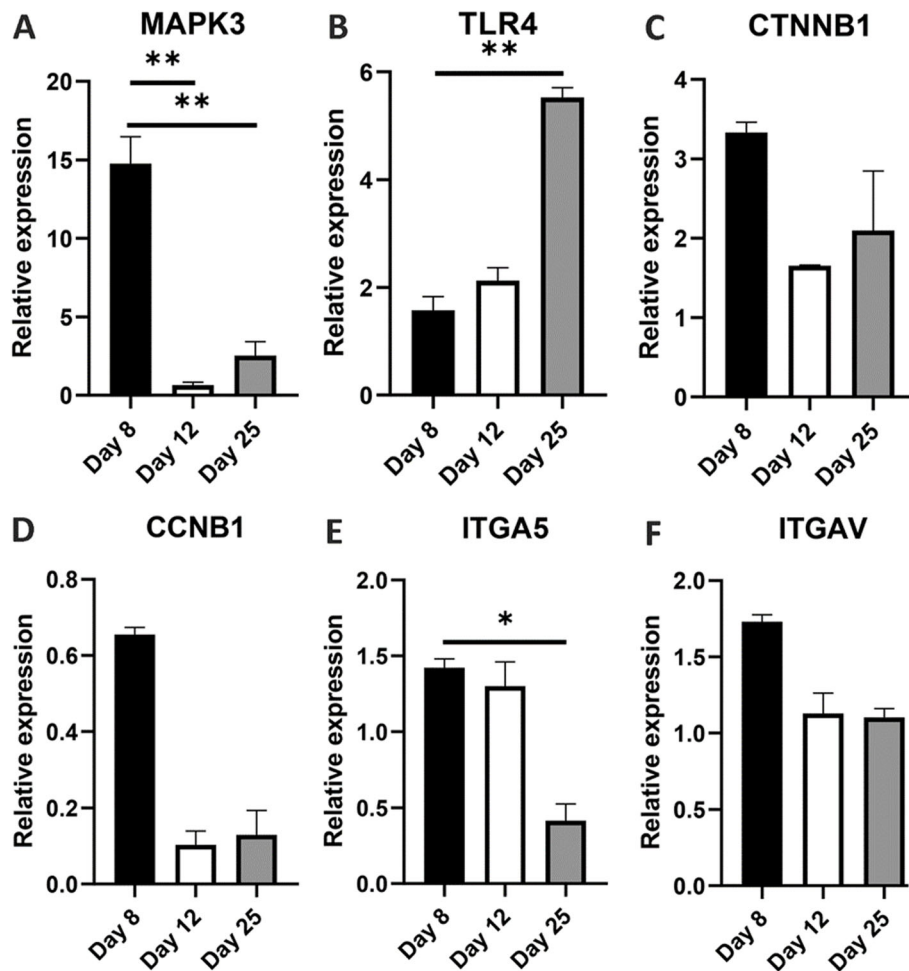 A MAPK3
**
**
Relative expression
20
15
10
5
0
Day 8 Day 12 Day 25
B TLR4
**
Relative expression
6
4
2
0
Day 8 Day 12 Day 25
C CTNNB1
Relative expression
4
3
2
1
0
Day 8 Day 12 Day 25
D CCNB1
Relative expression
0.8
0.6
0.4
0.2
0.0
Day 8 Day 12 Day 25
E ITGA5
*
Relative expression
2.0
1.5
1.0
0.5
0.0
Day 8 Day 12 Day 25
F ITGAV
Relative expression
2.0
1.5
1.0
0.5
0.0
Day 8 Day 12 Day 25